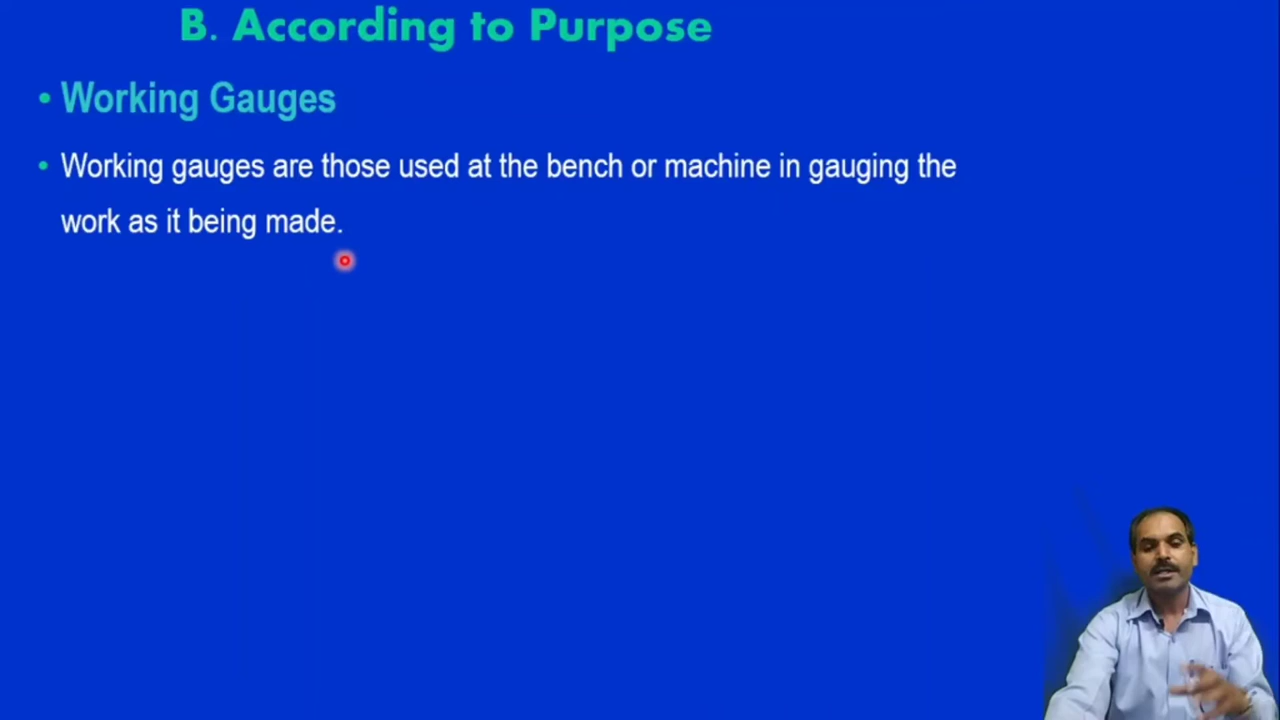 B. According to Purpose
• Working Gauges
• Working gauges are those used at the bench or machine in gauging the
work as it being made.